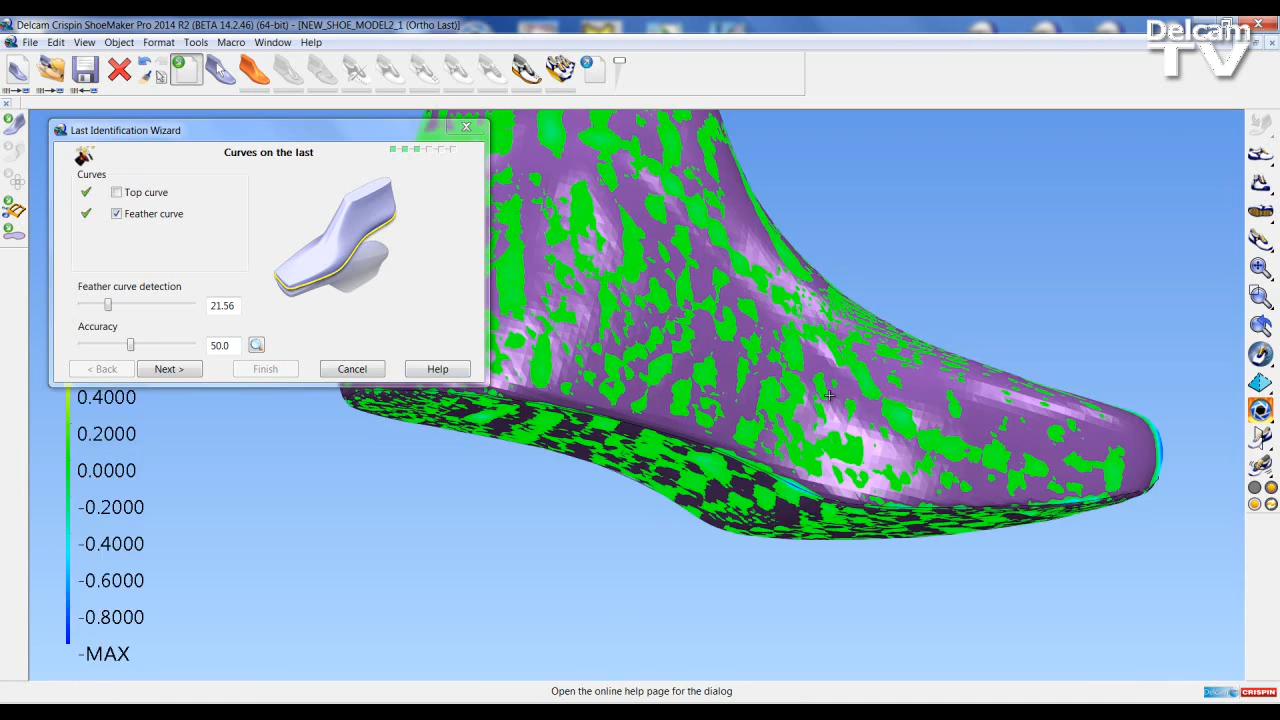 Delcam Crispin ShoeMaker Pro 2014 R2 (BETA 14.2.46) (64-bit) - [NEW_SHOE_MODEL2_1 (Ortho Last)]
Delcam
TV
File Edit View Object Format Tools Macro Window Help
Last Identification Wizard
Curves on the last
Curves
Top curve
Feather curve
Feather curve detection
21.56
Accuracy
50.0
< Back Next > Finish Cancel Help
0.4000
0.2000
0.0000
-0.2000
-0.4000
-0.6000
-0.8000
-MAX
Open the online help page for the dialog
Delcam CRISPIN